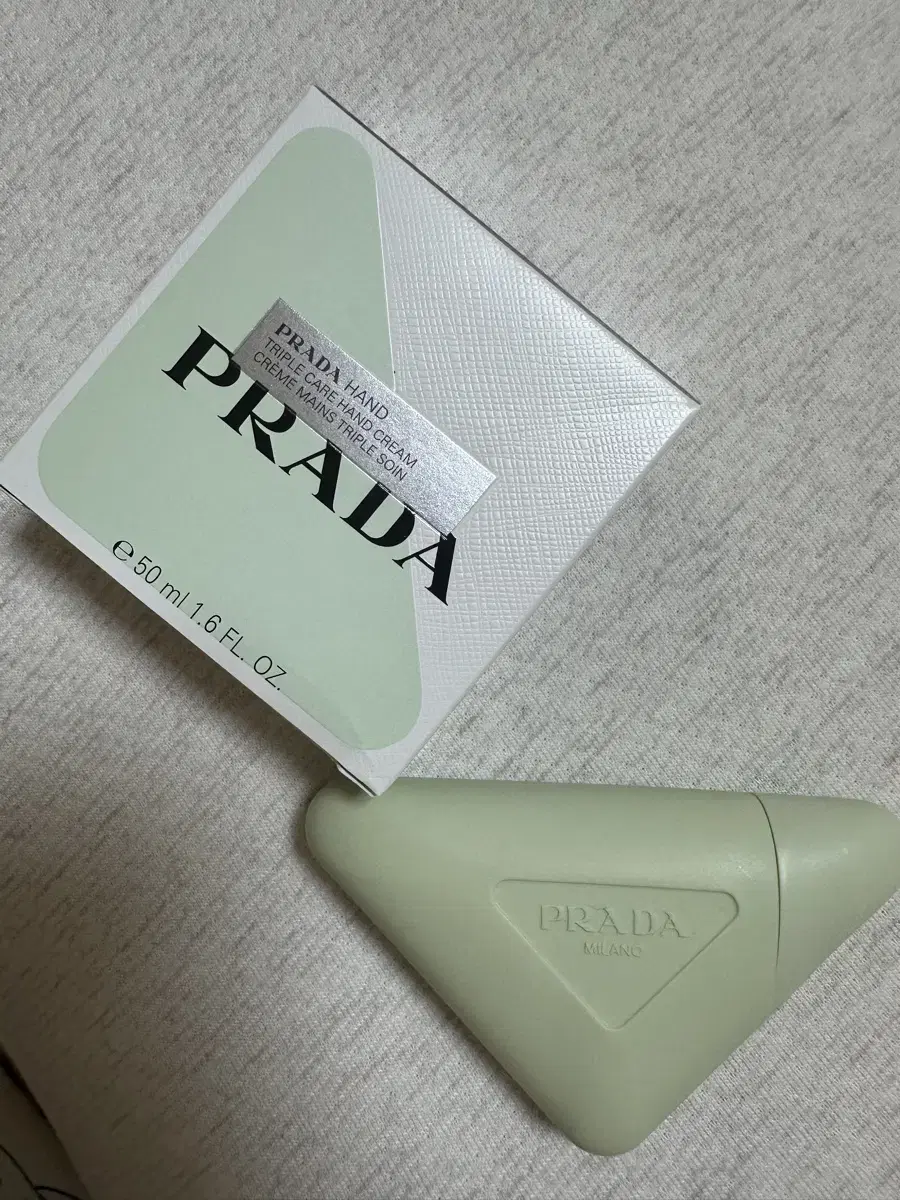 PRADA HAND
TRIPLE CARE HAND CREAM
CRÈME MAINS TRIPLE SOIN
PRADA
e 50 ml 1.6 FL. OZ.
PRADA
MILANO